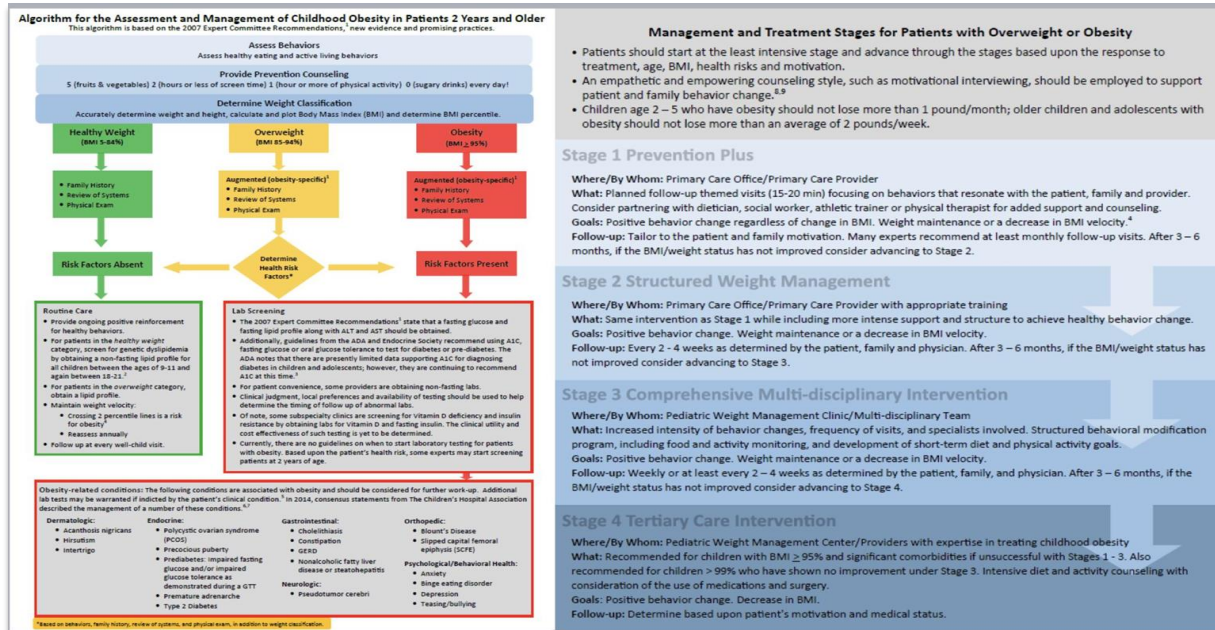 Algorithm for the Assessment and Management of Childhood Obesity in Patients 2 Years and Older
This algorithm is based on the 2007 Expert Committee Recommendations,1 new evidence and promising practices.
Assess Behaviors
Assess healthy eating and active living behaviors
Provide Prevention Counseling
5 (fruits & vegetables) 2 (hours or less of screen time) 1 (hour or more of physical activity) 0 (sugary drinks) every day!
Determine Weight Classification
Accurately determine weight and height, calculate and plot Body Mass Index (BMI) and determine BMI percentile.
Healthy Weight
(BMI 5-84%)
Overweight
(BMI 85-94%)
Obesity
(BMI ≥ 95%)
• Family History
• Review of Systems
• Physical Exam
Augmented (obesity-specific)1
• Family History
• Review of Systems
• Physical Exam
Augmented (obesity-specific)1
• Family History
• Review of Systems
• Physical Exam
Risk Factors Absent
Determine
Health Risk
Factors*
Risk Factors Present
Routine Care
• Provide ongoing positive reinforcement
for healthy behaviors.
• For patients in the healthy weight
category, screen for genetic dyslipidemia
by obtaining a non-fasting lipid profile for
all children between the ages of 9-11 and
again between 18-21.2
• For patients in the overweight category,
obtain a lipid profile.
• Maintain weight velocity:
• Crossing 2 percentile lines is a risk
for obesity4
• Reassess annually
• Follow up at every well-child visit.
Lab Screening
• The 2007 Expert Committee Recommendations1 state that a fasting glucose and
fasting lipid profile along with ALT and AST should be obtained.
• Additionally, guidelines from the ADA and Endocrine Society recommend using A1C,
fasting glucose or oral glucose tolerance to test for diabetes or pre-diabetes. The
ADA notes that there are presently limited data supporting A1C for diagnosing
diabetes in children and adolescents; however, they are continuing to recommend
A1C at this time.3
• For patient convenience, some providers are obtaining non-fasting labs.
• Clinical judgment, local preferences and availability of testing should be used to help
determine the timing of follow up of abnormal labs.
• Of note, some subspecialty clinics are screening for Vitamin D deficiency and insulin
resistance by obtaining labs for Vitamin D and fasting insulin. The clinical utility and
cost effectiveness of such testing is yet to be determined.
• Currently, there are no guidelines on when to start laboratory testing for patients
with obesity. Based upon the patient's health risk, some experts may start screening
patients at 2 years of age.
Obesity-related conditions: The following conditions are associated with obesity and should be considered for further work-up. Additional
lab tests may be warranted if indicted by the patient's clinical condition.5 In 2014, consensus statements from The Children's Hospital Association
described the management of a number of these conditions.6,7
Dermatologic:
• Acanthosis nigricans
• Hirsutism
• Intertrigo
Endocrine:
• Polycystic ovarian syndrome
(PCOS)
• Precocious puberty
• Prediabetes: impaired fasting
glucose and/or impaired
glucose tolerance as
demonstrated during a GTT
• Premature adrenarche
• Type 2 Diabetes
Gastrointestinal:
• Cholelithiasis
• Constipation
• GERD
• Nonalcoholic fatty liver
disease or steatohepatitis
Neurologic:
• Pseudotumor cerebri
Orthopedic:
• Blount's Disease
• Slipped capital femoral
epiphysis (SCFE)
Psychological/Behavioral Health:
• Anxiety
• Binge eating disorder
• Depression
• Teasing/bullying
*Based on behaviors, family history, review of systems, and physical exam, in addition to weight classification.
Management and Treatment Stages for Patients with Overweight or Obesity
• Patients should start at the least intensive stage and advance through the stages based upon the response to
treatment, age, BMI, health risks and motivation.
• An empathetic and empowering counseling style, such as motivational interviewing, should be employed to support
patient and family behavior change.8,9
• Children age 2 – 5 who have obesity should not lose more than 1 pound/month; older children and adolescents with
obesity should not lose more than an average of 2 pounds/week.
Stage 1 Prevention Plus
Where/By Whom: Primary Care Office/Primary Care Provider
What: Planned follow-up themed visits (15-20 min) focusing on behaviors that resonate with the patient, family and provider.
Consider partnering with dietician, social worker, athletic trainer or physical therapist for added support and counseling.
Goals: Positive behavior change regardless of change in BMI. Weight maintenance or a decrease in BMI velocity.4
Follow-up: Tailor to the patient and family motivation. Many experts recommend at least monthly follow-up visits. After 3 – 6
months, if the BMI/weight status has not improved consider advancing to Stage 2.
Stage 2 Structured Weight Management
Where/By Whom: Primary Care Office/Primary Care Provider with appropriate training
What: Same intervention as Stage 1 while including more intense support and structure to achieve healthy behavior change.
Goals: Positive behavior change. Weight maintenance or a decrease in BMI velocity.
Follow-up: Every 2 - 4 weeks as determined by the patient, family and physician. After 3 – 6 months, if the BMI/weight status has
not improved consider advancing to Stage 3.
Stage 3 Comprehensive Multi-disciplinary Intervention
Where/By Whom: Pediatric Weight Management Clinic/Multi-disciplinary Team
What: Increased intensity of behavior changes, frequency of visits, and specialists involved. Structured behavioral modification
program, including food and activity monitoring, and development of short-term diet and physical activity goals.
Goals: Positive behavior change. Weight maintenance or a decrease in BMI velocity.
Follow-up: Weekly or at least every 2 – 4 weeks as determined by the patient, family, and physician. After 3 – 6 months, if the
BMI/weight status has not improved consider advancing to Stage 4.
Stage 4 Tertiary Care Intervention
Where/By Whom: Pediatric Weight Management Center/Providers with expertise in treating childhood obesity
What: Recommended for children with BMI ≥ 95% and significant comorbidities if unsuccessful with Stages 1 - 3. Also
recommended for children > 99% who have shown no improvement under Stage 3. Intensive diet and activity counseling with
consideration of the use of medications and surgery.
Goals: Positive behavior change. Decrease in BMI.
Follow-up: Determine based upon patient's motivation and medical status.